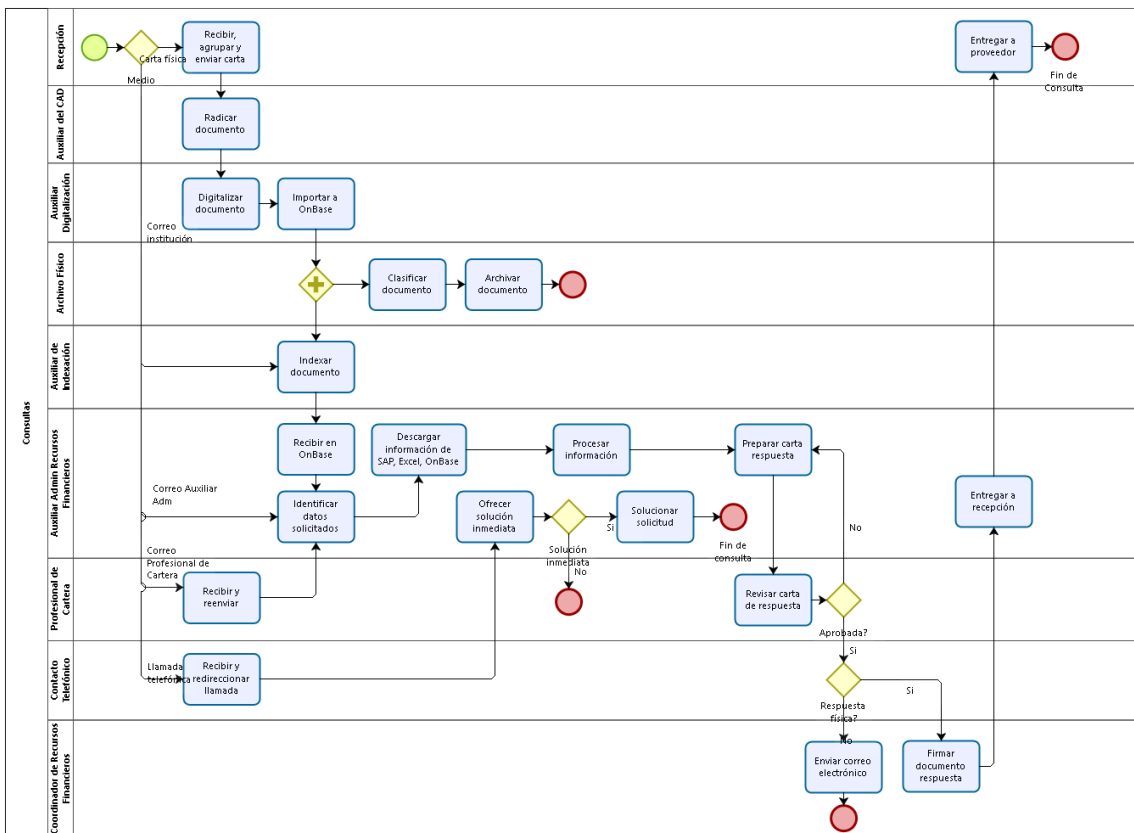 Consultas
Recepción
Carta física
Medio
Recibir,
agrupar y
enviar carta
Entregar a
proveedor
Fin de
Consulta
Auxiliar del CAD
Radicar
documento
Auxiliar
Digitalización
Digitalizar
documento
Importar a
OnBase
Correo
institución
Archino Físico
Clasificar
documento
Archivar
documento
Auxiliar de
Indexación
Indexar
documento
Auxiliar Admin Recursos
Financieros
Recibir en
OnBase
Descargar
información de
SAP, Excel, OnBase
Procesar
información
Preparar carta
respuesta
Correo Auxiliar
Adm
Identificar
datos
solicitados
Ofrecer
solución
inmediata
Solución
inmediata
Si
No
Solucionar
solicitud
Fin de
consulta
No
Entregar a
recepción
Profesional de
Cartera
Correo
Profesional de
Cartera
Recibir y
reenviar
Revisar carta
de respuesta
Aprobada?
Si
Contacto
Telefónico
Llamada
telefónica
Recibir y
redireccionar
llamada
Respuesta
física?
Si
No
Coordinador de Recursos
Financieros
Enviar correo
electrónico
Firmar
documento
respuesta